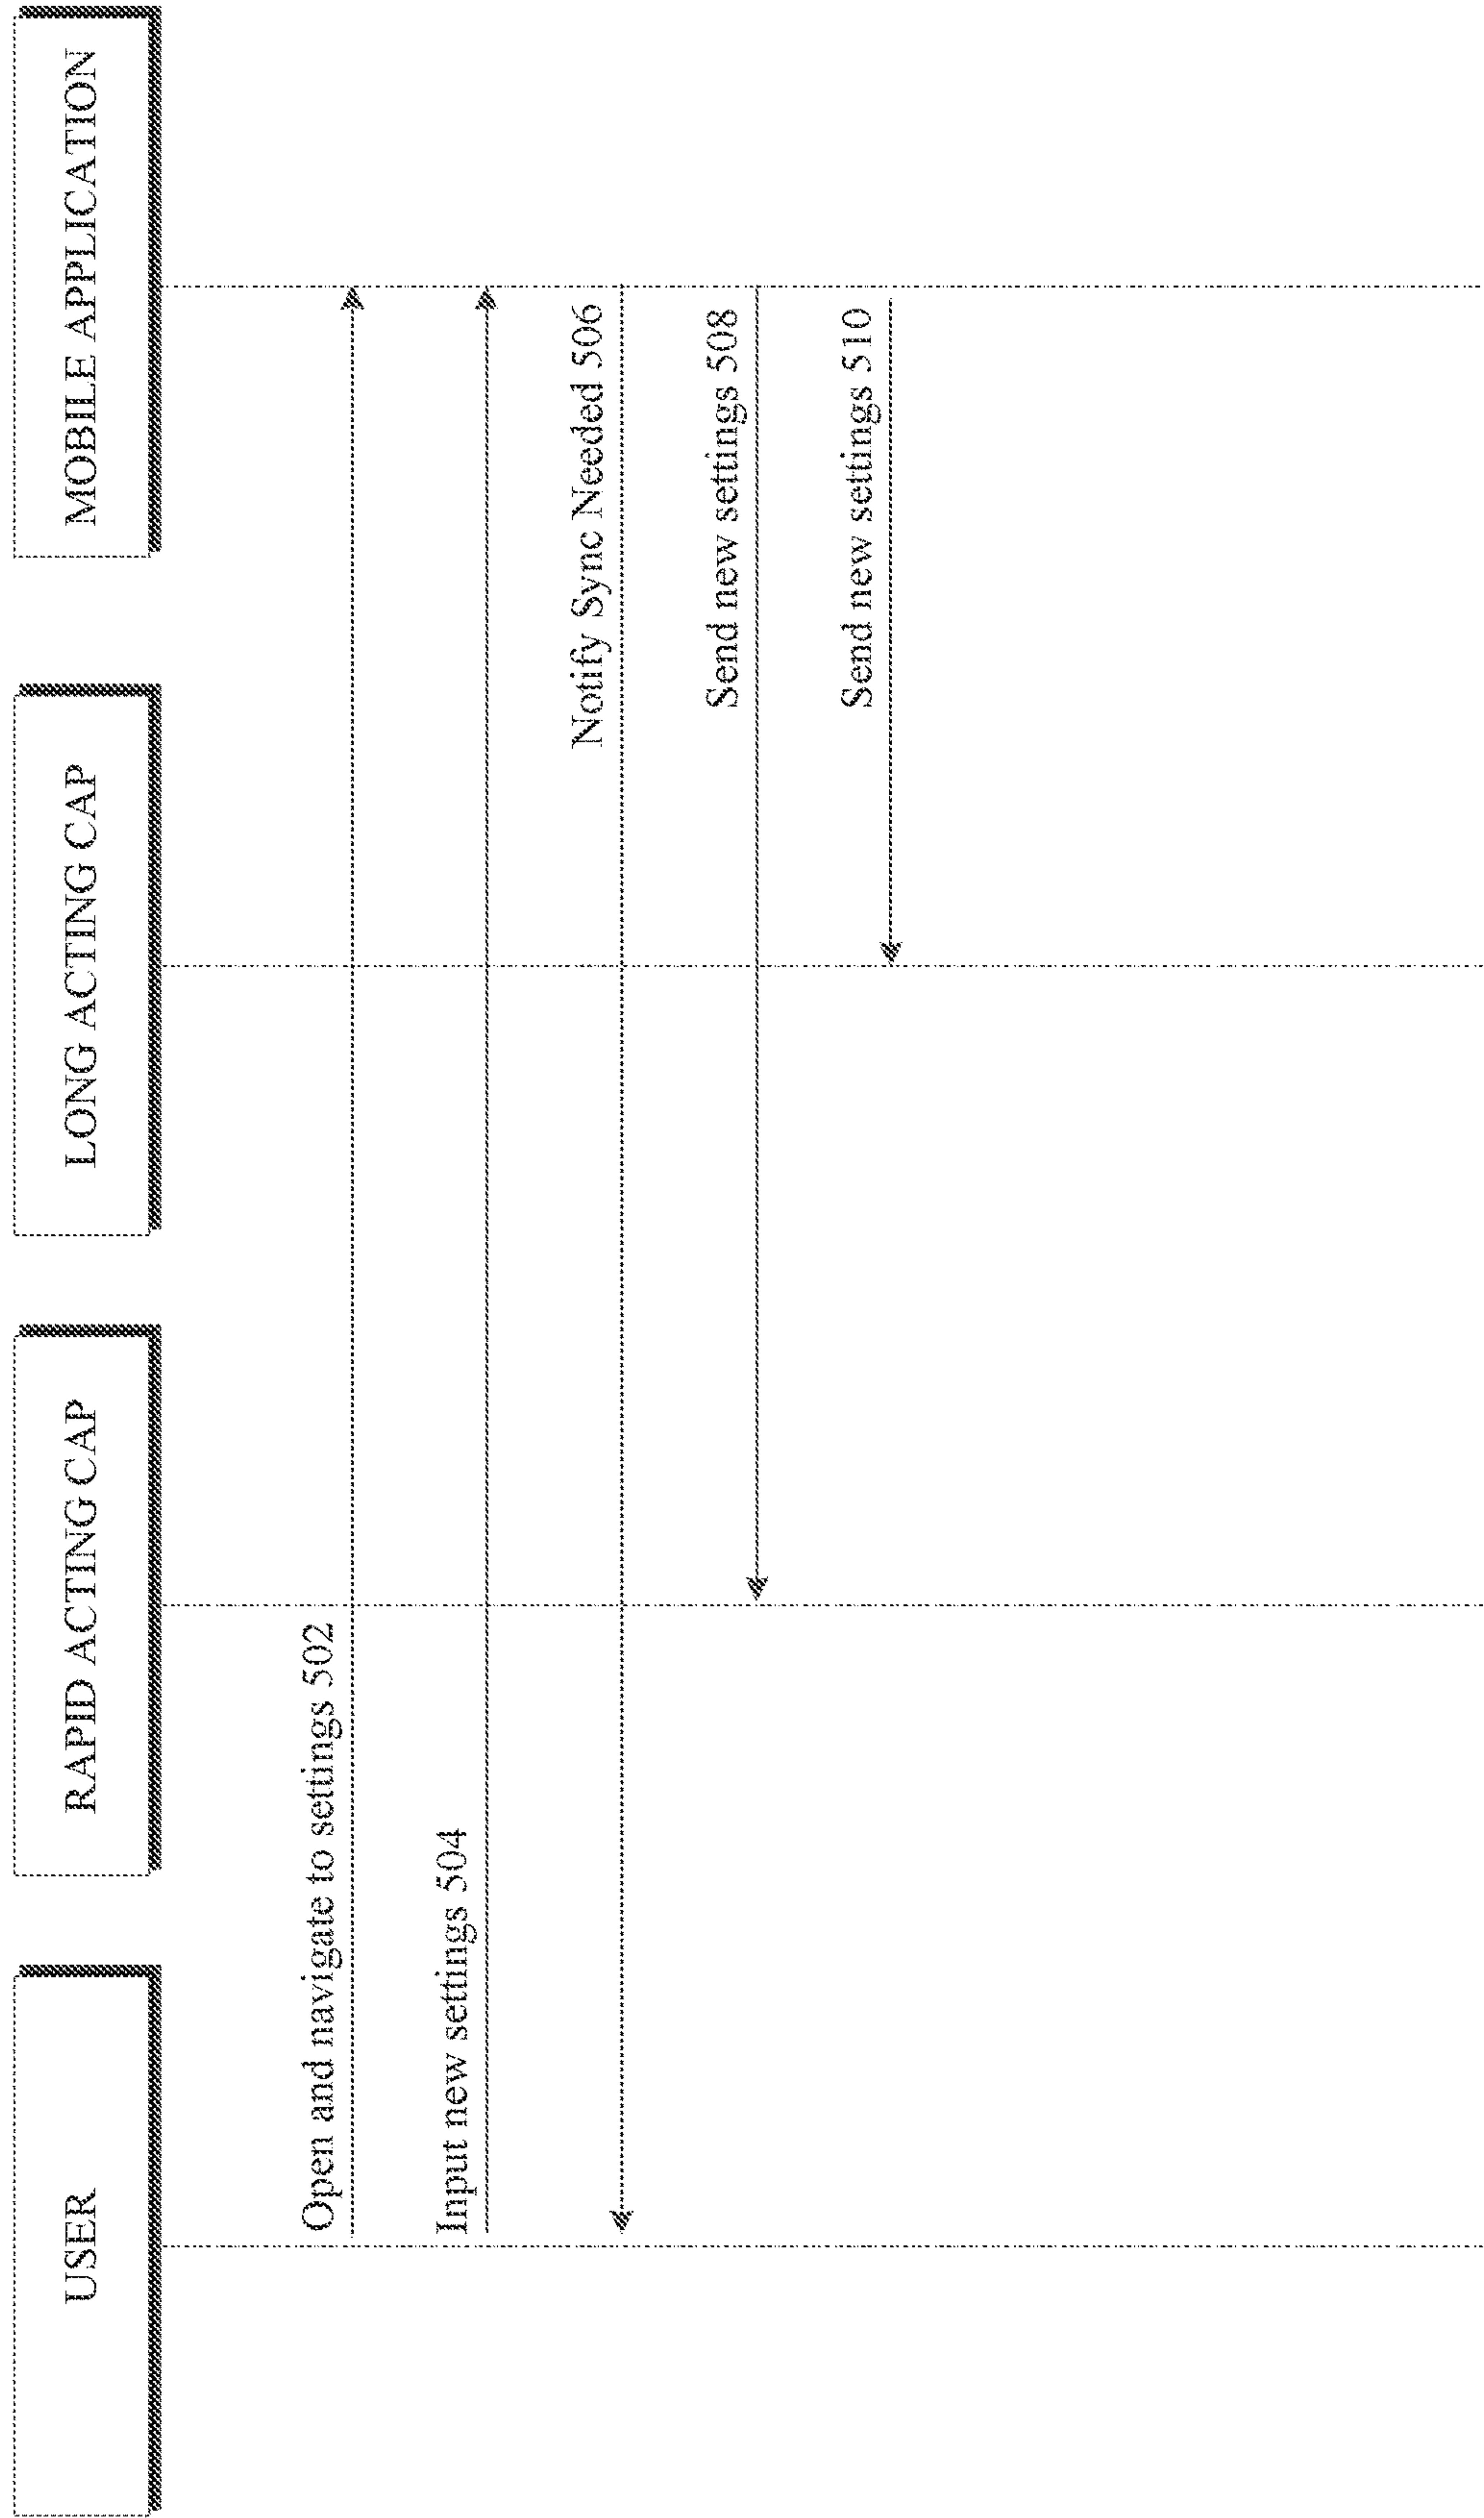 USER
RAPID ACTING CAP
LONG ACTING CAP
MOBILE APPLICATION
Open and navigate to settings 502
Input new settings 504
Notify Sync Needed 506
Send new settings 508
Send new settings 510